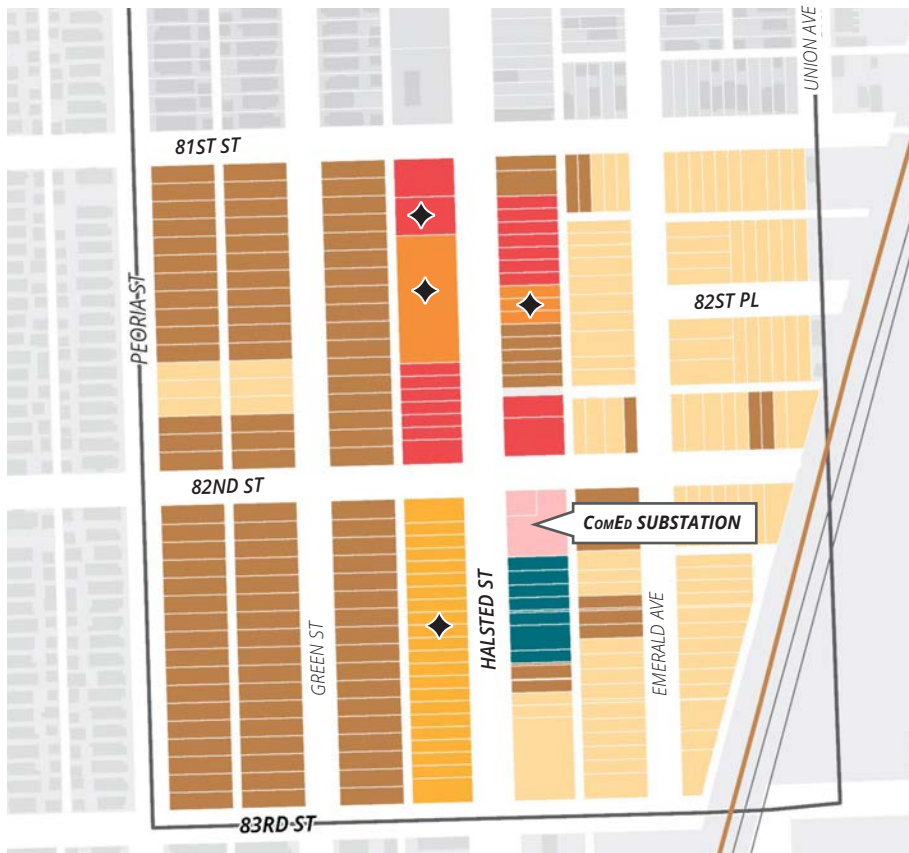 UNION AVE
81ST ST
PEORIA ST
82ST PL
82ND ST
COMED SUBSTATION
HALSTED ST
GREEN ST
EMERALD AVE
83RD ST